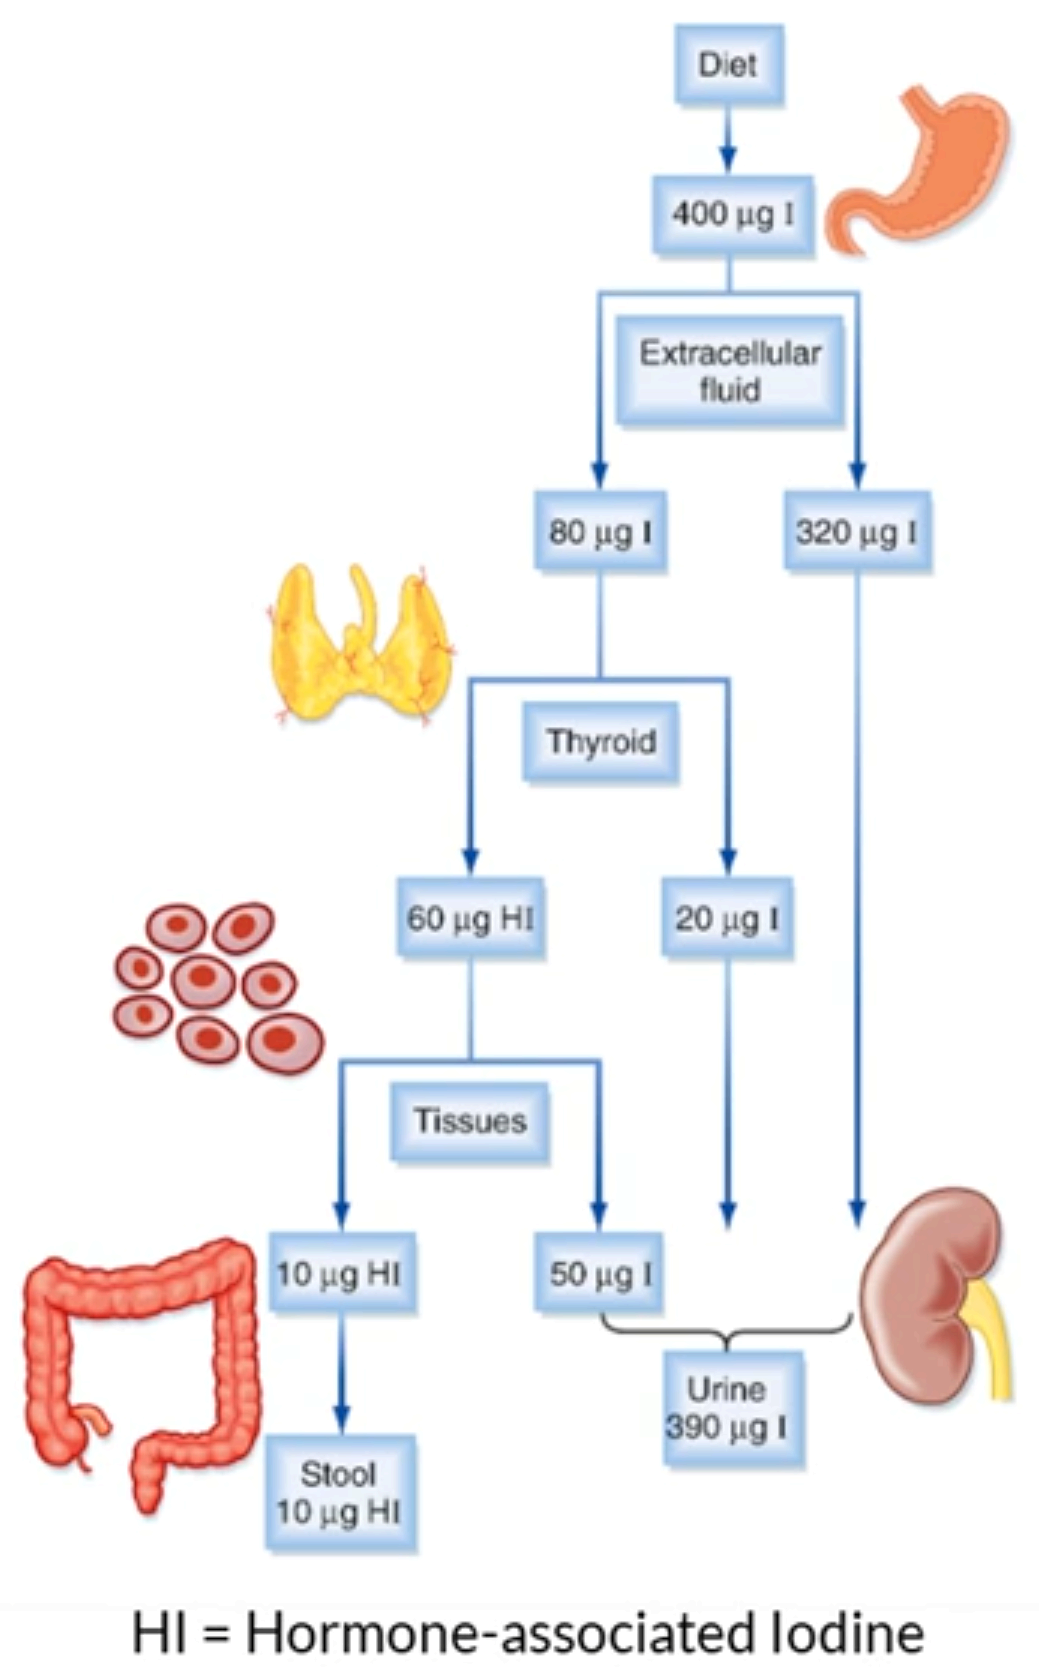 Diet
400 μg I
Extracellular
fluid
80 μg I
320 μg I
Thyroid
60 μg HI
20 μg I
Tissues
10 μg HI
50 μg I
Urine
390 μg I
Stool
10 μg HI
HI = Hormone-associated Iodine